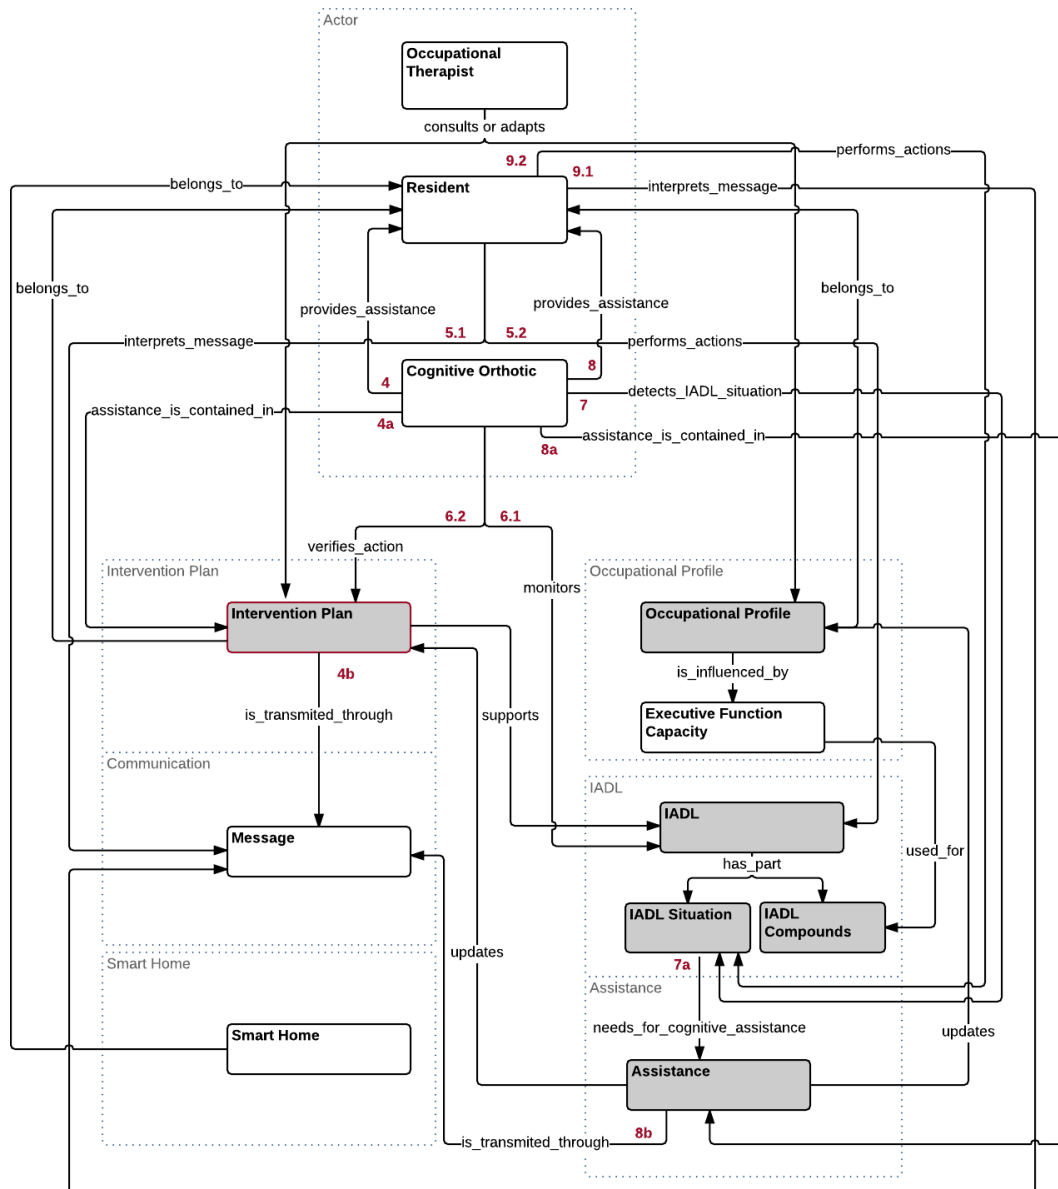 Actor
Occupational
Therapist
consults or adapts
9.2
performs_actions
9.1
belongs_to
Resident
interprets_message
belongs_to
provides_assistance
provides_assistance
belongs_to
5.1
5.2
interprets_message
performs_actions
Cognitive Orthotic
8
4
detects_IADL_situation
7
assistance_is_contained_in
4a
assistance_is_contained_in
8a
6.2
6.1
verifies_action
Intervention Plan
Occupational Profile
monitors
Intervention Plan
Occupational Profile
4b
is_influenced_by
is_transmited_through
supports
Executive Function
Capacity
Communication
IADL
IADL
Message
used_for
has_part
IADL Situation
IADL
Compounds
updates
Smart Home
7a
Assistance
Smart Home
needs_for_cognitive_assistance
updates
Assistance
is_transmited_through
8b